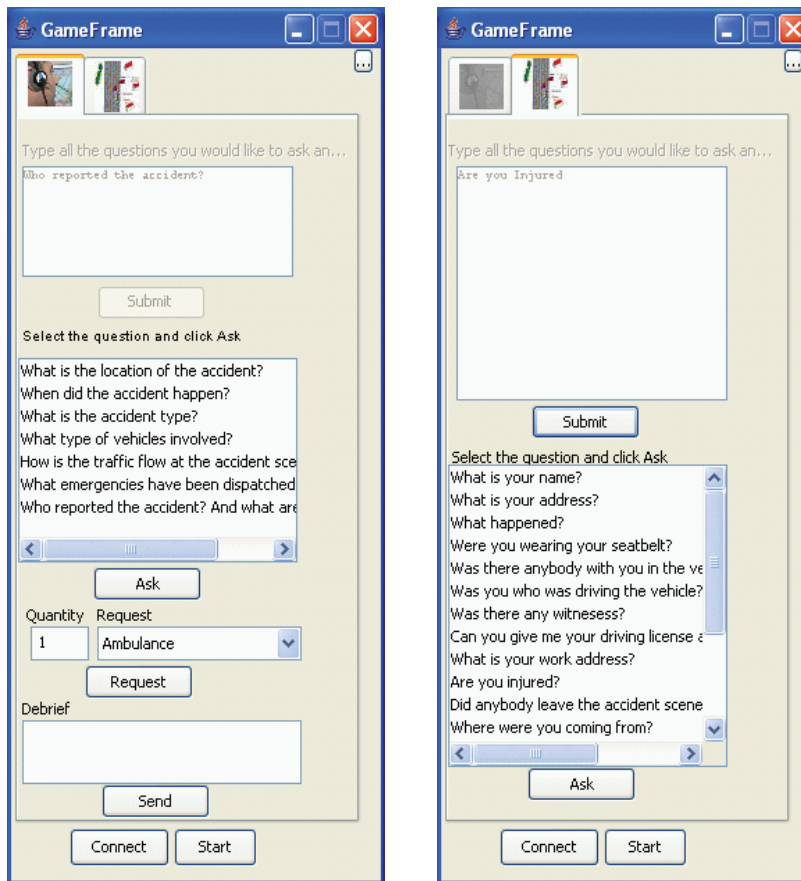 GameFrame
...
Type all the questions you would like to ask an...
Who reported the accident?
Submit
Select the question and click Ask
What is the location of the accident?
When did the accident happen?
What is the accident type?
What type of vehicles involved?
How is the traffic flow at the accident sce
What emergencies have been dispatched
Who reported the accident? And what are
Ask
Quantity Request
1 Ambulance
Request
Debrief
Send
Connect Start
GameFrame
...
Type all the questions you would like to ask an...
Are you Injured
Submit
Select the question and click Ask
What is your name?
What is your address?
What happened?
Were you wearing your seatbelt?
Was there anybody with you in the ve
Was you who was driving the vehicle?
Was there any witnesess?
Can you give me your driving license a
What is your work address?
Are you injured?
Did anybody leave the accident scene
Where were you coming from?
Ask
Connect Start